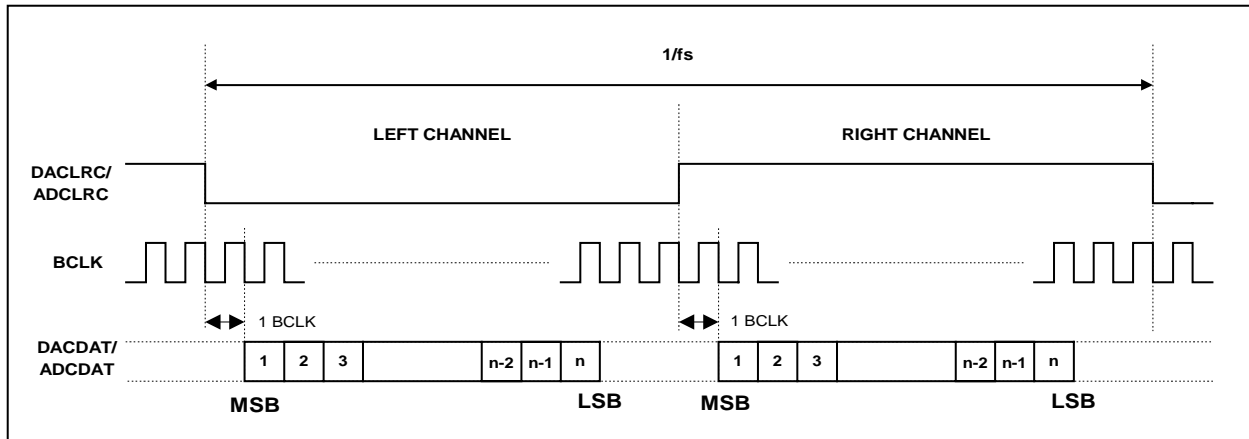 1/fs
LEFT CHANNEL
RIGHT CHANNEL
DACLRC/
ADCLRC
BCLK
1 BCLK
1 BCLK
DACDAT/
ADCDAT
1 2 3 n-2 n-1 n 1 2 3 n-2 n-1 n
MSB LSB MSB LSB